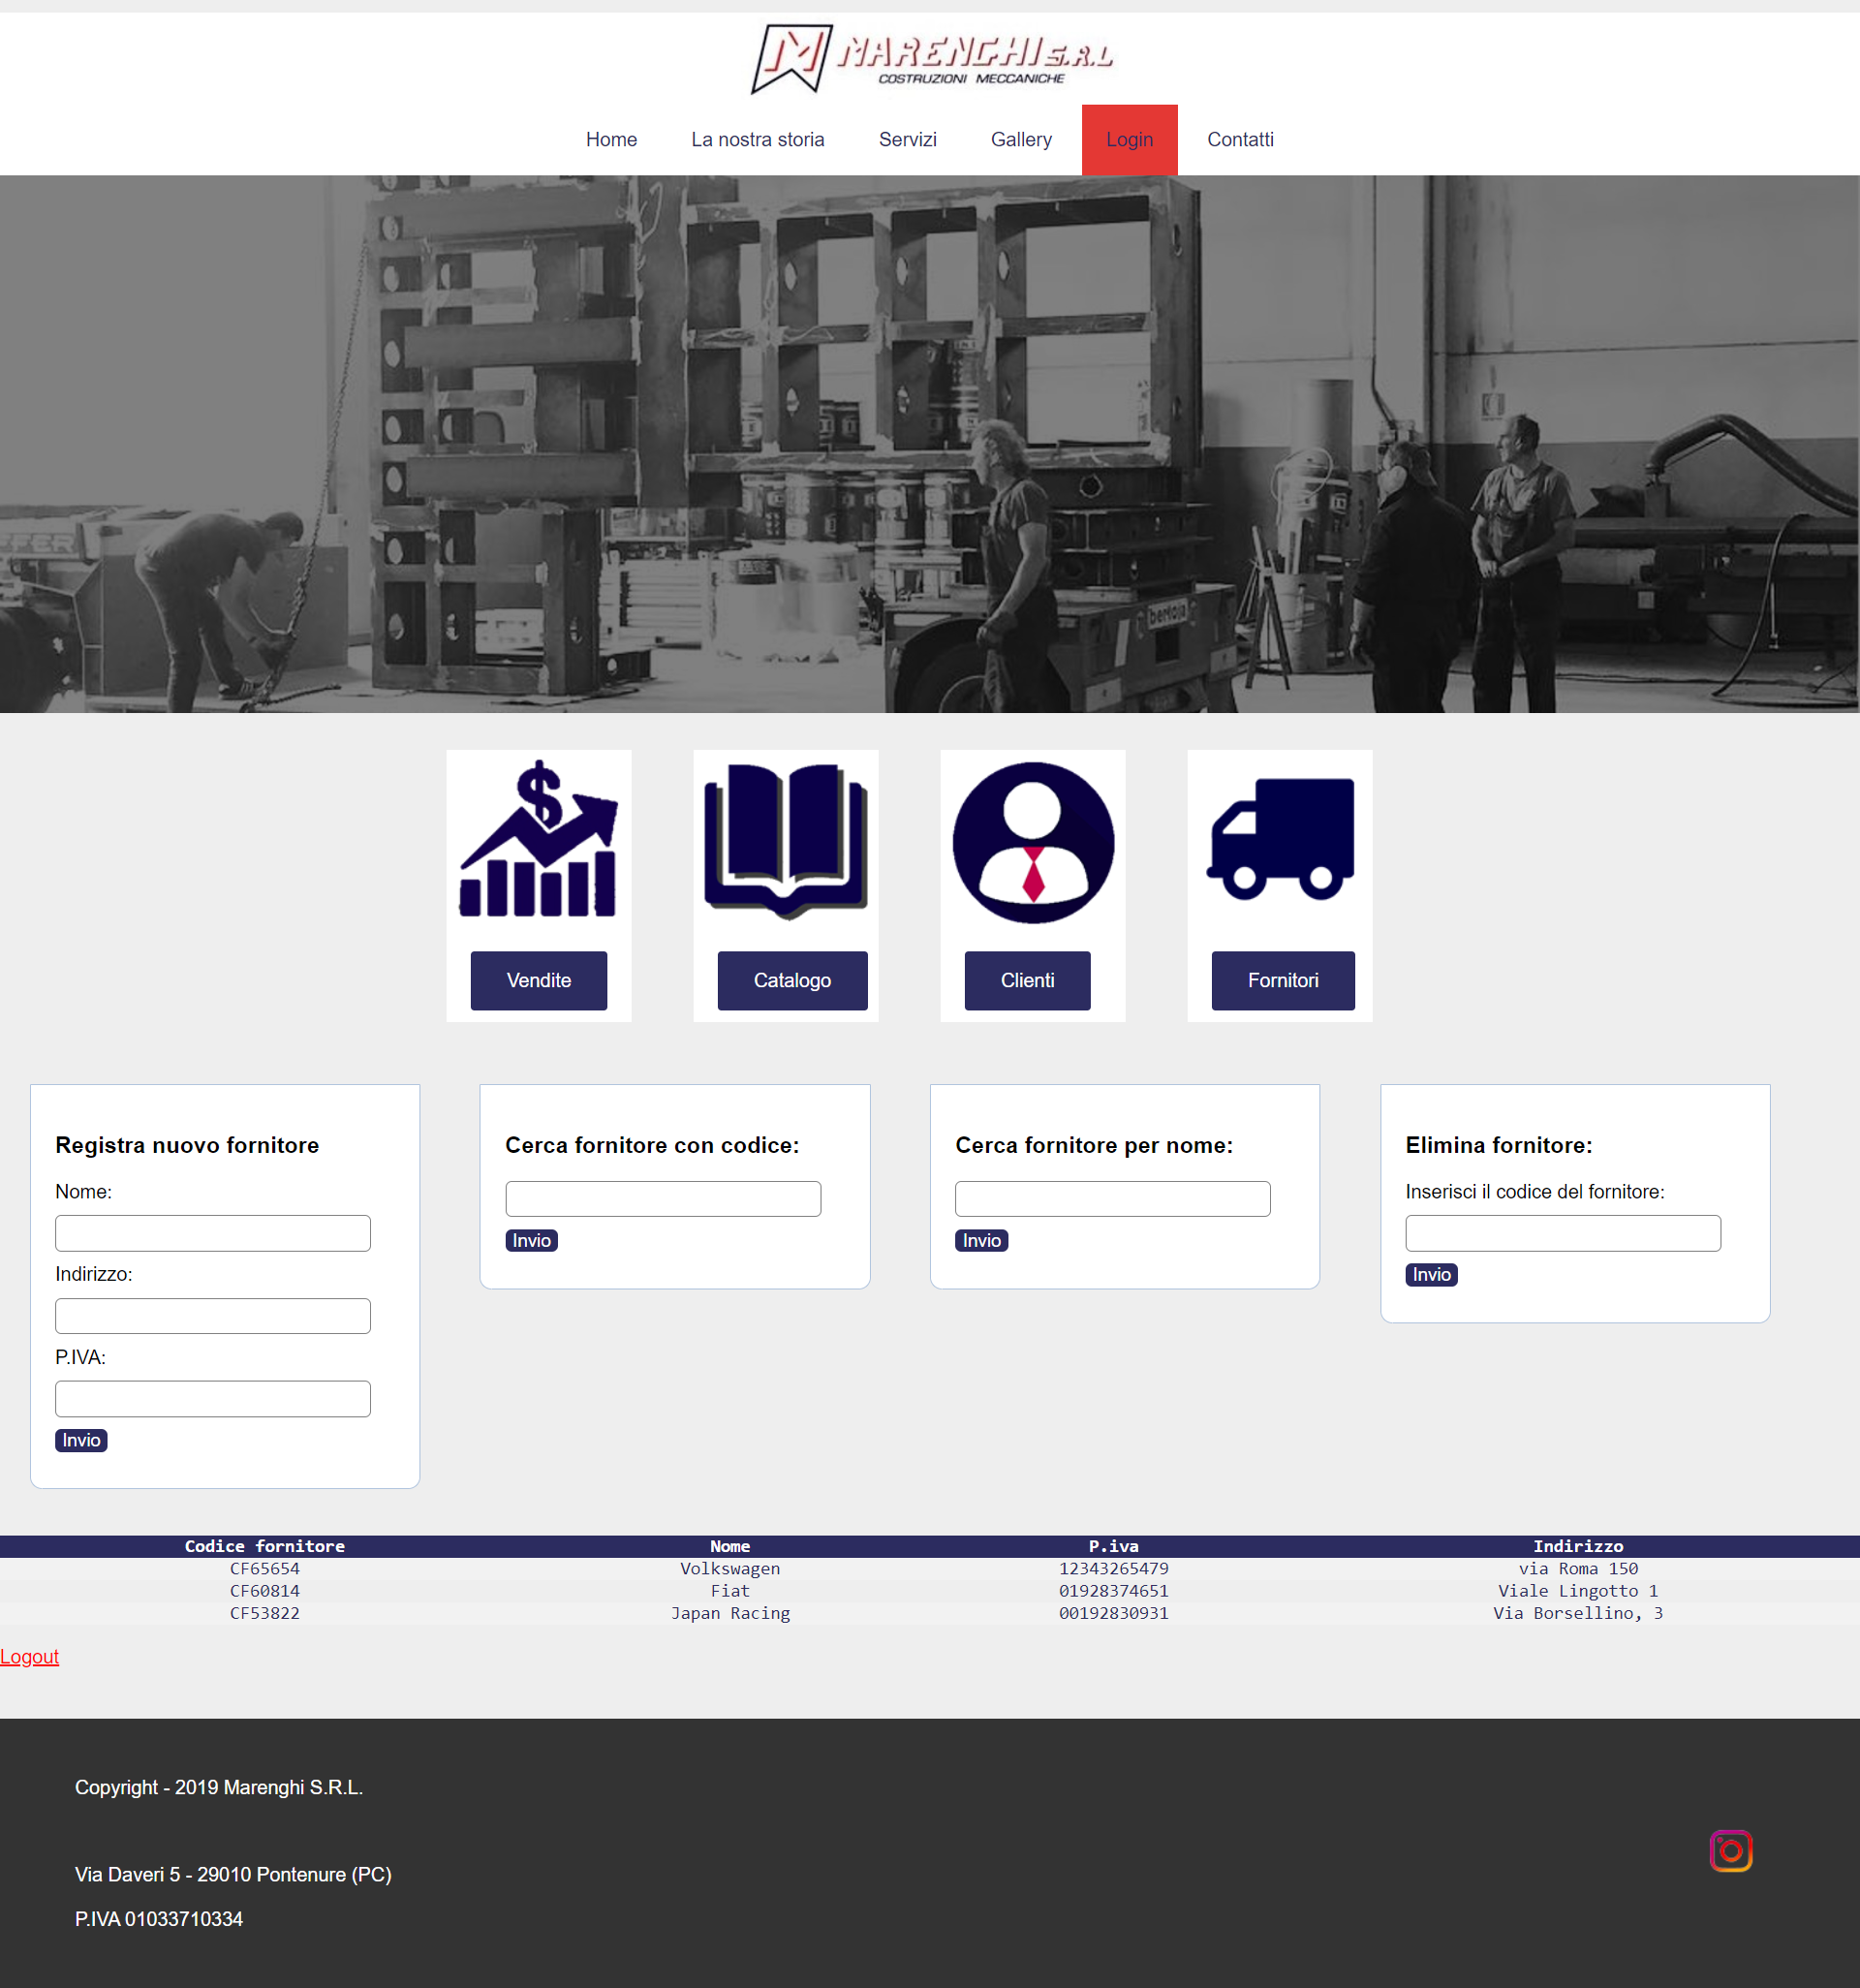 MARENGHI S.R.L
COSTRUZIONI MECCANICHE
Home La nostra storia Servizi Gallery Login Contatti
bertoja
Vendite Catalogo Clienti Fornitori
Registra nuovo fornitore
Nome:
Indirizzo:
P.IVA:
Invio
Cerca fornitore con codice:
Invio
Cerca fornitore per nome:
Invio
Elimina fornitore:
Inserisci il codice del fornitore:
Invio
Codice fornitore Nome P.iva Indirizzo
CF65654 Volkswagen 12343265479 via Roma 150
CF60814 Fiat 01928374651 Viale Lingotto 1
CF53822 Japan Racing 00192830931 Via Borsellino, 3
Logout
Copyright - 2019 Marenghi S.R.L.
Via Daveri 5 - 29010 Pontenure (PC)
P.IVA 01033710334